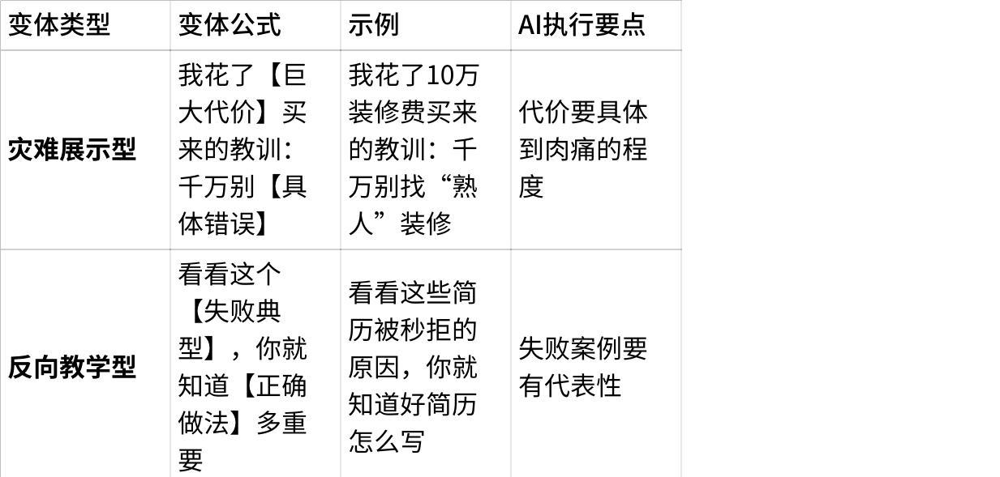 变体类型
变体公式
示例
AI执行要点
灾难展示型
我花了【巨
大代价】买
来的教训：
千万别【具
体错误】
我花了10万
装修费买来
的教训：千
万别找“熟
人”装修
代价要具体
到肉痛的程
度
反向教学型
看看这个
【失败典
型】，你就
知道【正确
做法】多重
要
看看这些简
历被秒拒的
原因，你就
知道好简历
怎么写
失败案例要
有代表性